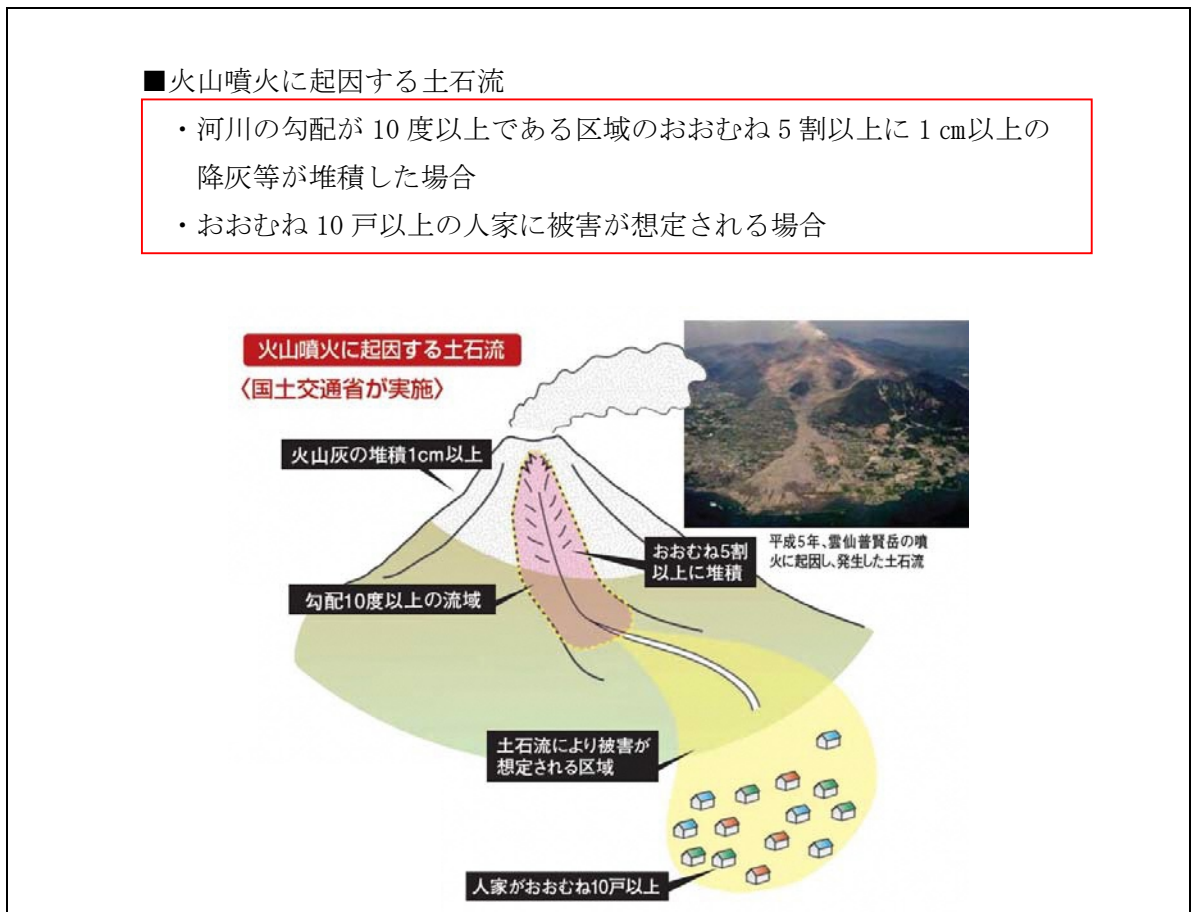 ■火山噴火に起因する土石流
・河川の勾配が 10 度以上である区域のおおむね 5 割以上に 1 ㎝以上の
降灰等が堆積した場合
・おおむね 10 戸以上の人家に被害が想定される場合
火山噴火に起因する土石流
〈国土交通省が実施〉
火山灰の堆積1cm以上
おおむね5割
以上に堆積
平成5年、雲仙普賢岳の噴
火に起因し、発生した土石流
勾配10度以上の流域
土石流により被害が
想定される区域
人家がおおむね10戸以上